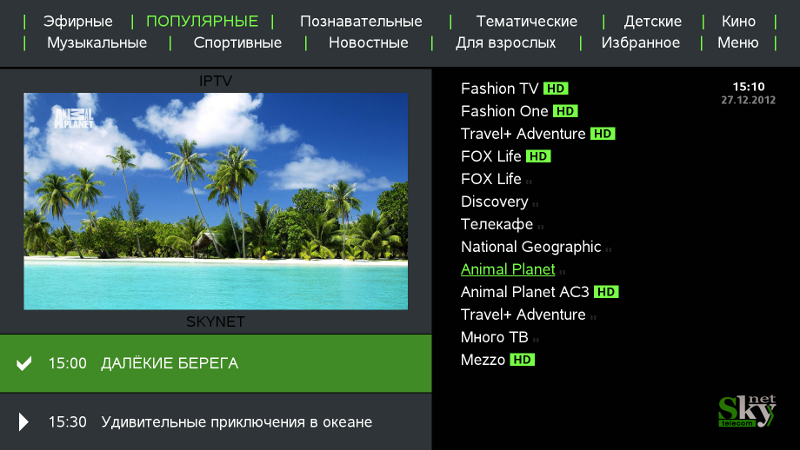 Эфирные | ПОПУЛЯРНЫЕ | Познавательные | Тематические | Детские | Кино
Музыкальные | Спортивные | Новостные | Для взрослых | Избранное | Меню
IPTV
ANIMAL
PLANET
SKYNET
15:00 ДАЛЁКИЕ БЕРЕГА
15:30 Удивительные приключения в океане
Fashion TV HD
Fashion One HD
Travel+ Adventure HD
FOX Life HD
FOX Life
Discovery
Телекафе
National Geographic
Animal Planet
Animal Planet AC3 HD
Travel+ Adventure
Много ТВ
Mezzo HD
15:10
27.12.2012
Skynet
telecom